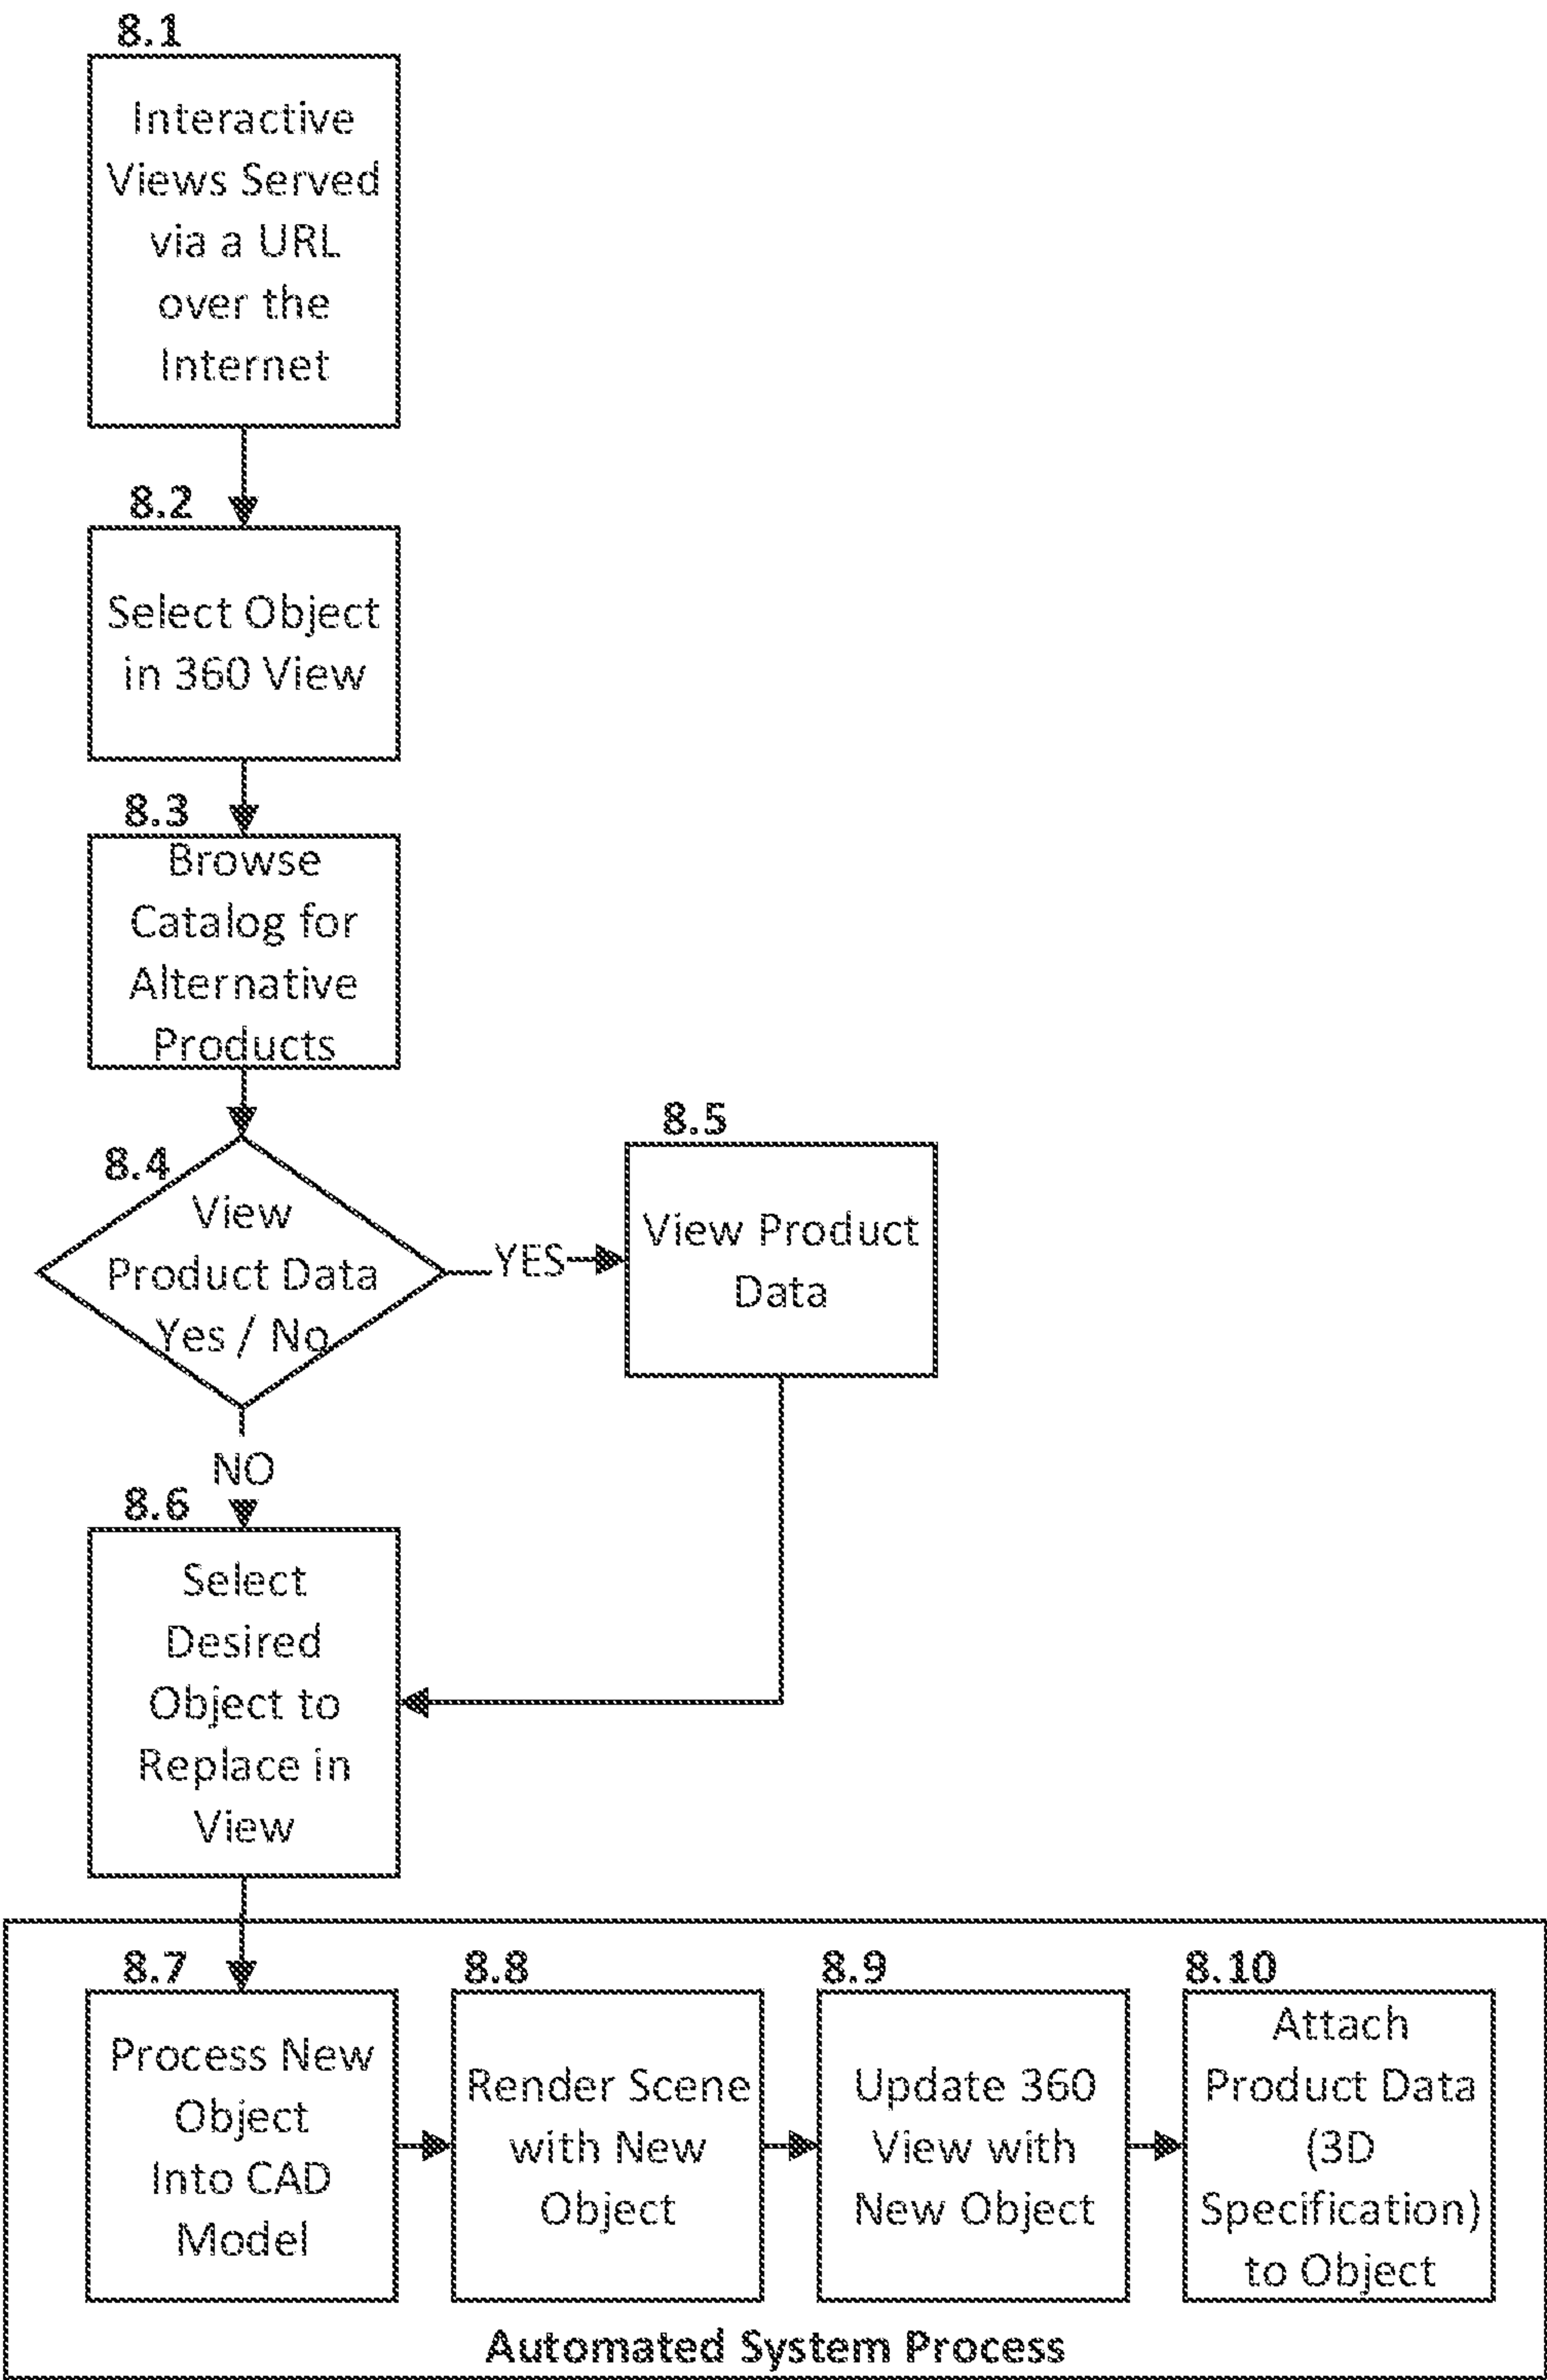 8.1
Interactive
Views Served
via a URL
over the
Internet
8.2
Select Object
in 360 View
8.3
Browse
Catalog for
Alternative
Products
8.4
View
Product Data
Yes / No
YES
8.5
View Product
Data
NO
8.6
Select
Desired
Object to
Replace in
View
8.7
Process New
Object
Into CAD
Model
8.8
Render Scene
with New
Object
8.9
Update 360
View with
New Object
8.10
Attach
Product Data
(3D
Specification)
to Object
Automated System Process